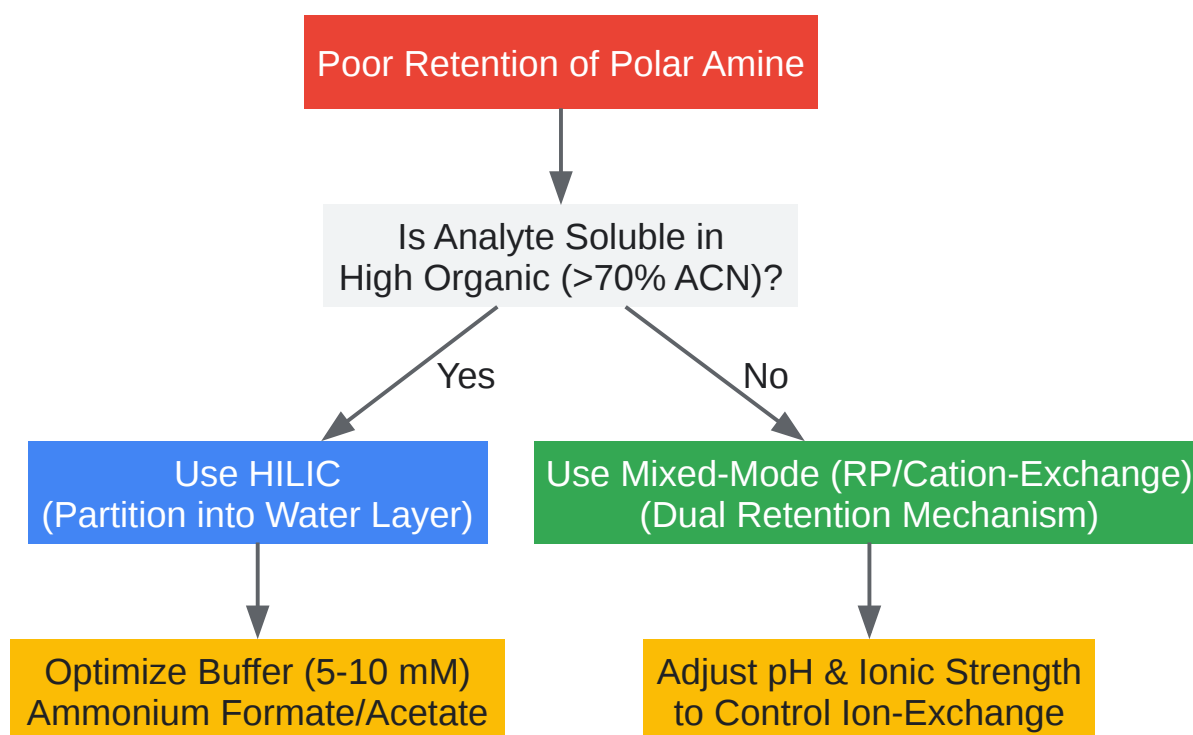 Poor Retention of Polar Amine
Is Analyte Soluble in
High Organic (>70% ACN)?
Yes
No
Use HILIC
(Partition into Water Layer)
Use Mixed-Mode (RP/Cation-Exchange)
(Dual Retention Mechanism)
Optimize Buffer (5-10 mM)
Ammonium Formate/Acetate
Adjust pH & Ionic Strength
to Control Ion-Exchange